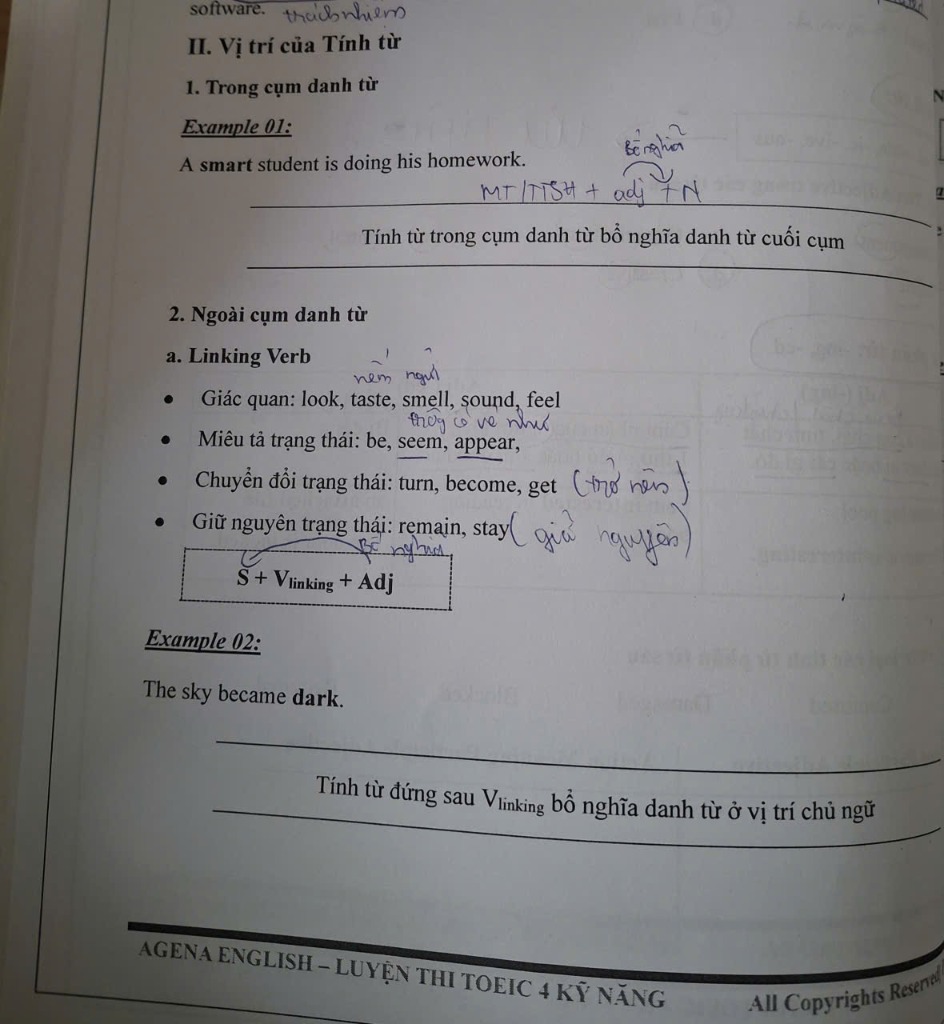 software. trách nhiệm
II. Vị trí của Tính từ
1. Trong cụm danh từ
Example 01:
Bổ nghĩa
A smart student is doing his homework.
MT/TTSH + adj + N
Tính từ trong cụm danh từ bổ nghĩa danh từ cuối cụm
2. Ngoài cụm danh từ
a. Linking Verb
nếm ngửi
• Giác quan: look, taste, smell, sound, feel
trông có vẻ như
• Miêu tả trạng thái: be, seem, appear,
• Chuyển đổi trạng thái: turn, become, get (trở nên)
• Giữ nguyên trạng thái: remain, stay (giả nguyên)
Bổ nghĩa
S + Vlinking + Adj
Example 02:
The sky became dark.
Tính từ đứng sau Vlinking bổ nghĩa danh từ ở vị trí chủ ngữ
AGENA ENGLISH – LUYỆN THI TOEIC 4 KỸ NĂNG
All Copyrights Reserved